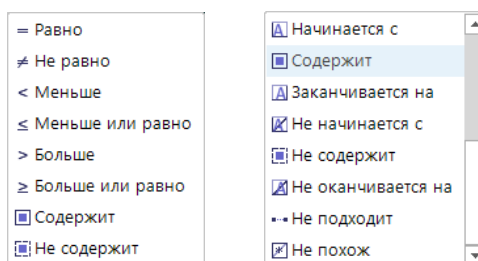 = Равно
≠ Не равно
< Меньше
≤ Меньше или равно
> Больше
≥ Больше или равно
Содержит
Не содержит
Начинается с
Содержит
Заканчивается на
Не начинается с
Не содержит
Не оканчивается на
Не подходит
Не похож